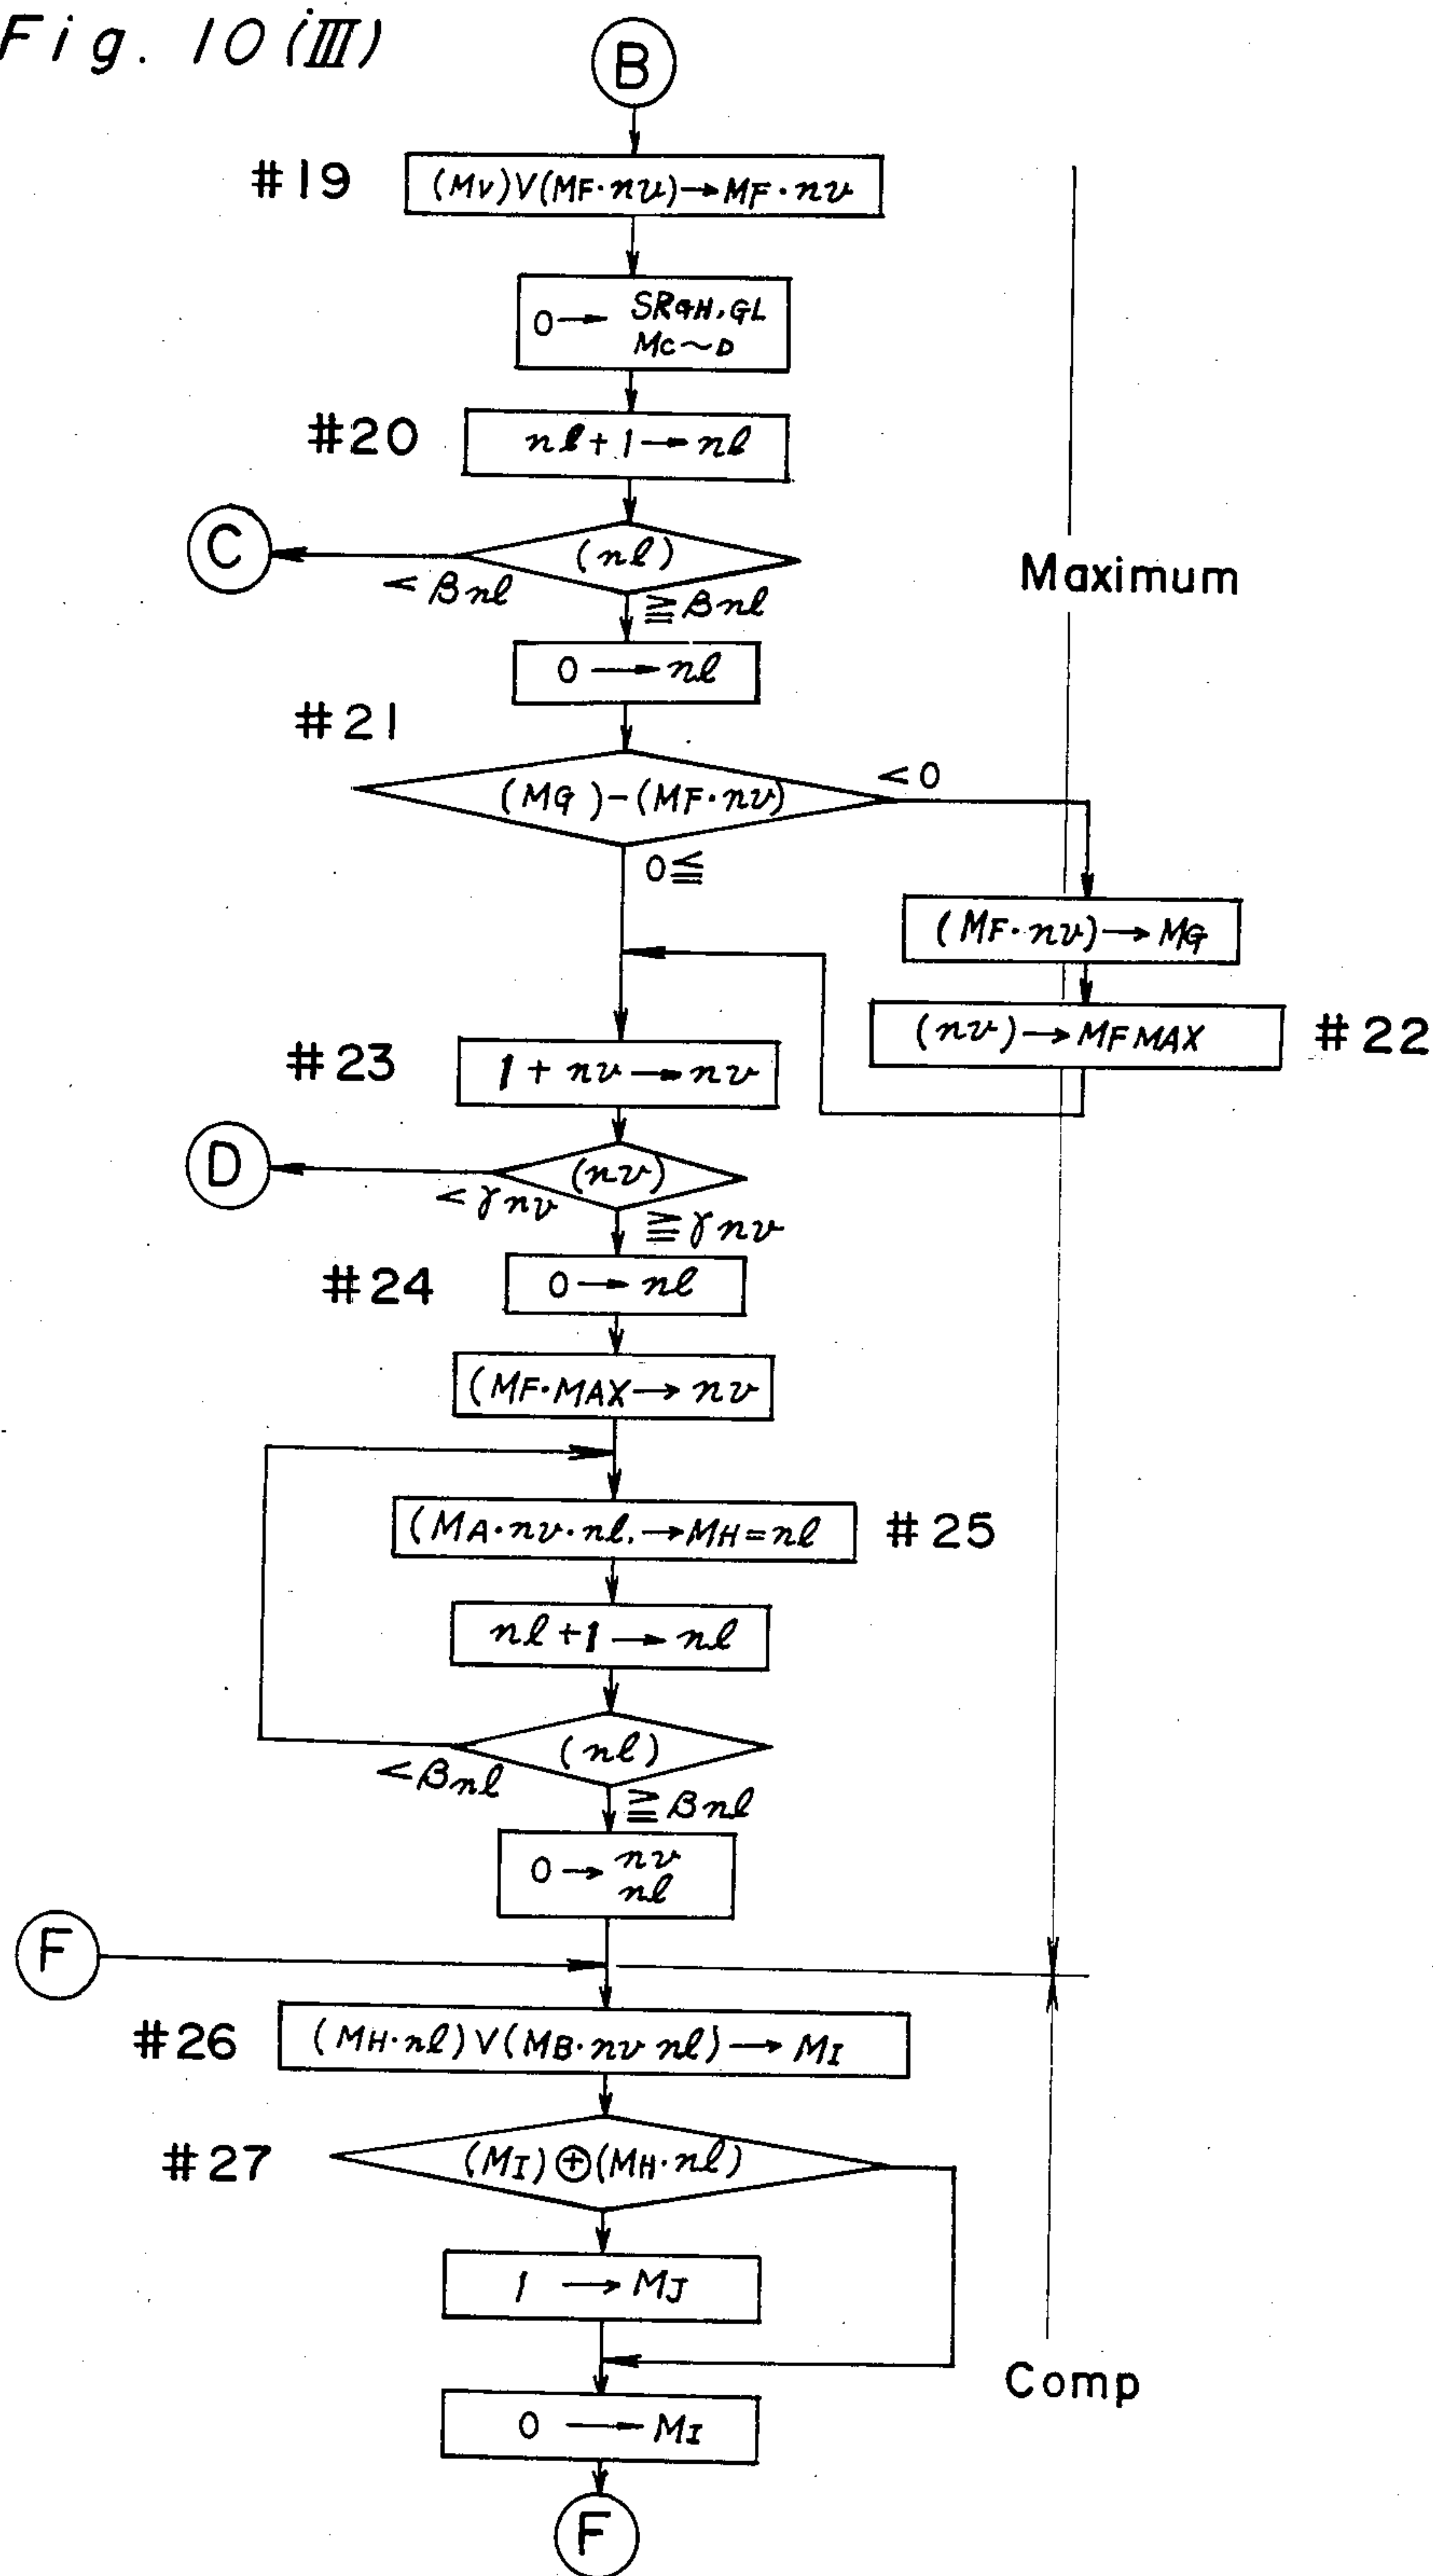 Fig. 10 (iii)
B
#19
(MV)V(MF·nv)→MF·nv
0→ SRGH,GL
MC~D
#20
nl+1→nl
C
(nl)
<βnl
≧βnl
Maximum
0→nl
#21
(MG)-(MF·nv)
<0
0≦
(MF·nv)→MG
(nv)→MFMAX
#22
#23
1+nv→nv
D
(nv)
<γnv
≧γnv
#24
0→nl
(MF·MAX→nv
(MA·nv·nl.→MH=nl
#25
nl+1→nl
(nl)
<βnl
≧βnl
0→nv
nl
F
#26
(MH·nl)V(MB·nv nl)→MI
#27
(MI)⊕(MH·nl)
1→MJ
Comp
0→MI
F